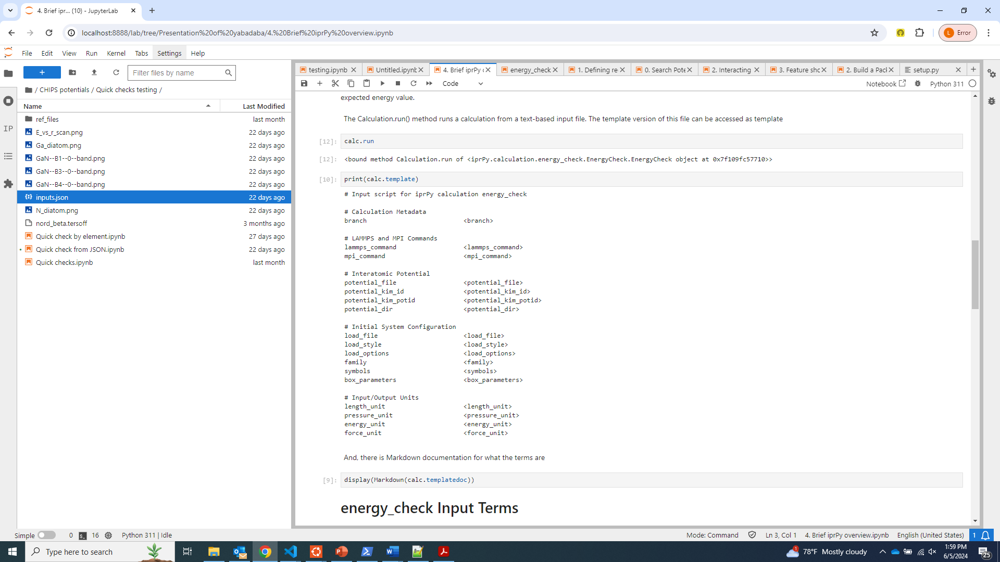 4. Brief ipr... (10) - JupyterLab
localhost:8888/lab/tree/Presentation%20of%20yabadaba/4.%20Brief%20iprPy%20overview.ipynb
L Error
File Edit View Run Kernel Tabs Settings Help
+
Filter files by name
/ CHIPS potentials / Quick checks testing /
Name Last Modified
ref_files last month
E_vs_r_scan.png 22 days ago
Ga_diatom.png 22 days ago
GaN--B1--0--band.png 22 days ago
GaN--B3--0--band.png 22 days ago
GaN--B4--0--band.png 22 days ago
inputs.json 22 days ago
N_diatom.png 22 days ago
nord_beta.tersoff 3 months ago
Quick check by element.ipynb 27 days ago
Quick check from JSON.ipynb 22 days ago
Quick checks.ipynb last month
IP
testing.ipynb Untitled.ipynb 4. Brief iprPy energy_check 1. Defining re 0. Search Pote 2. Interacting 3. Feature sho 2. Build a Pack setup.py
Code Notebook Python 311
expected energy value.
The Calculation.run() method runs a calculation from a text-based input file. The template version of this file can be accessed as template
[12]: calc.run
[12]: <bound method Calculation.run of <iprPy.calculation.energy_check.EnergyCheck.EnergyCheck object at 0x7f109fc57710>>
[10]: print(calc.template)
# Input script for iprPy calculation energy_check
# Calculation Metadata
branch <branch>
# LAMMPS and MPI Commands
lammps_command <lammps_command>
mpi_command <mpi_command>
# Interatomic Potential
potential_file <potential_file>
potential_kim_id <potential_kim_id>
potential_kim_potid <potential_kim_potid>
potential_dir <potential_dir>
# Initial System Configuration
load_file <load_file>
load_style <load_style>
load_options <load_options>
family <family>
symbols <symbols>
box_parameters <box_parameters>
# Input/Output Units
length_unit <length_unit>
pressure_unit <pressure_unit>
energy_unit <energy_unit>
force_unit <force_unit>
And, there is Markdown documentation for what the terms are
[9]: display(Markdown(calc.templatedoc))
energy_check Input Terms
Simple 0 16 Python 311 | Idle Mode: Command Ln 3, Col 1 4. Brief iprPy overview.ipynb English (United States) 1
Type here to search 1 78°F Mostly cloudy 1:59 PM
6/5/2024 25